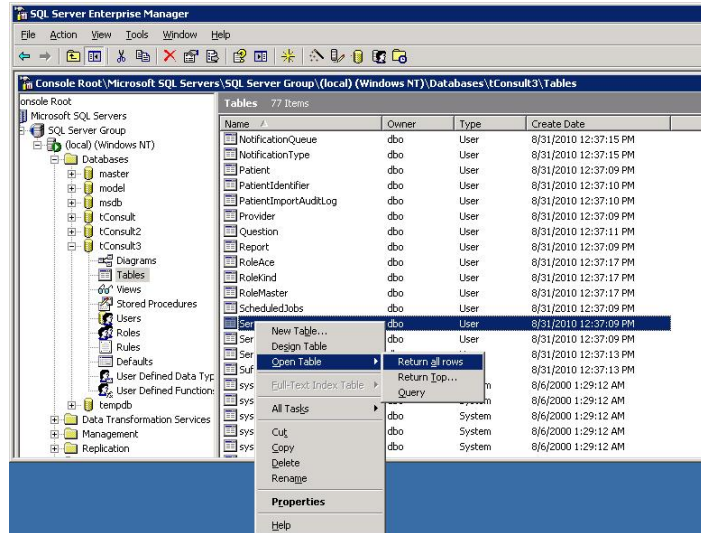 SQL Server Enterprise Manager
File Action View Tools Window Help
Console Root\Microsoft SQL Servers\SQL Server Group\(local) (Windows NT)\Databases\tConsult3\Tables
onsole Root
Microsoft SQL Servers
SQL Server Group
(local) (Windows NT)
Databases
master
model
msdb
tConsult
tConsult2
tConsult3
Diagrams
Tables
Views
Stored Procedures
Users
Roles
Rules
Defaults
User Defined Data Typ
User Defined Function
tempdb
Data Transformation Services
Management
Replication
Tables 77 Items
Name Owner Type Create Date
NotificationQueue dbo User 8/31/2010 12:37:15 PM
NotificationType dbo User 8/31/2010 12:37:15 PM
Patient dbo User 8/31/2010 12:37:09 PM
PatientIdentifier dbo User 8/31/2010 12:37:10 PM
PatientImportAuditLog dbo User 8/31/2010 12:37:10 PM
Provider dbo User 8/31/2010 12:37:09 PM
Question dbo User 8/31/2010 12:37:11 PM
Report dbo User 8/31/2010 12:37:09 PM
RoleAce dbo User 8/31/2010 12:37:17 PM
RoleKind dbo User 8/31/2010 12:37:17 PM
RoleMaster dbo User 8/31/2010 12:37:17 PM
ScheduledJobs dbo User 8/31/2010 12:37:09 PM
Ser dbo User 8/31/2010 12:37:09 PM
Ser dbo User 8/31/2010 12:37:09 PM
Ser 8/31/2010 12:37:13 PM
Suf 8/31/2010 12:37:13 PM
sys m 8/6/2000 1:29:12 AM
sys 8/6/2000 1:29:12 AM
sys dbo System 8/6/2000 1:29:12 AM
sys dbo System 8/6/2000 1:29:12 AM
sys dbo System 8/6/2000 1:29:12 AM
New Table...
Design Table
Open Table
Full-Text Index Table
All Tasks
Cut
Copy
Delete
Rename
Properties
Help
Return all rows
Return Top...
Query